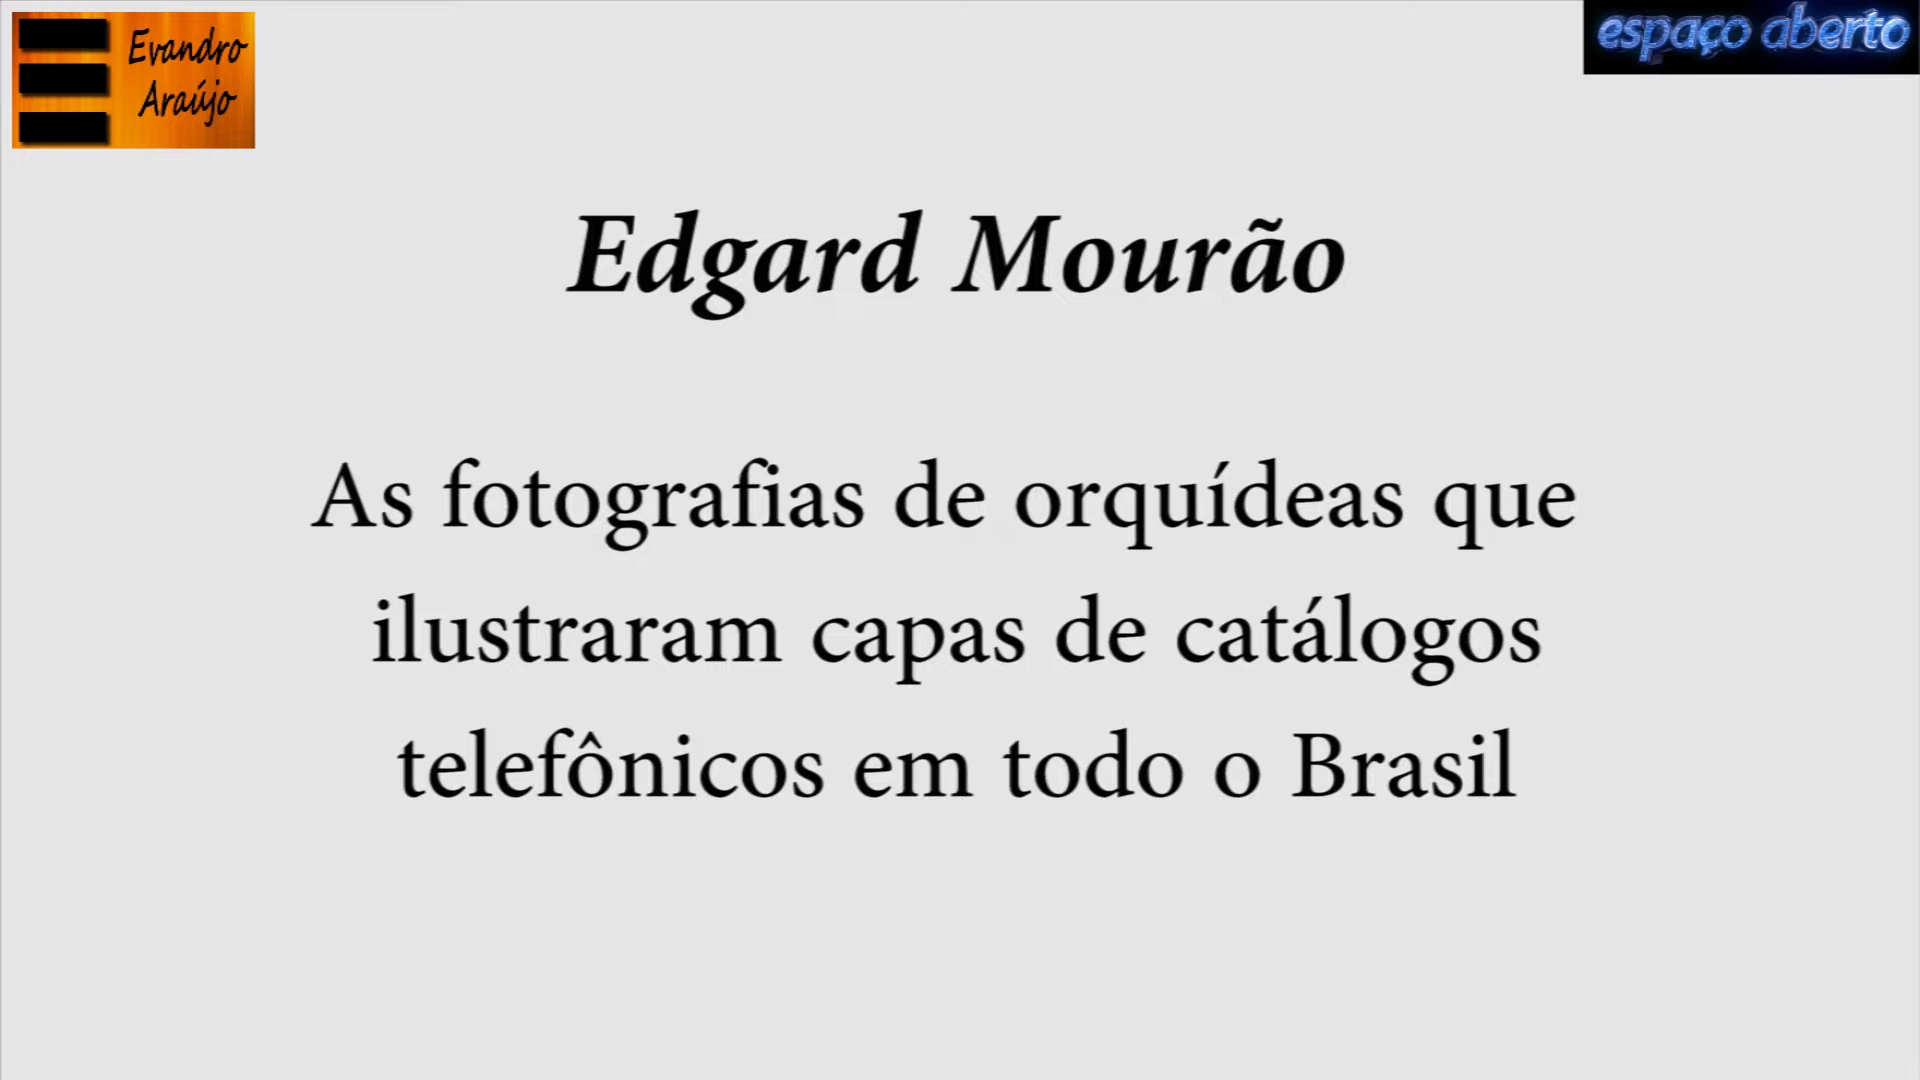 Evandro
Araújo
espaço aberto
Edgard Mourão
As fotografias de orquídeas que
ilustraram capas de catálogos
telefônicos em todo o Brasil